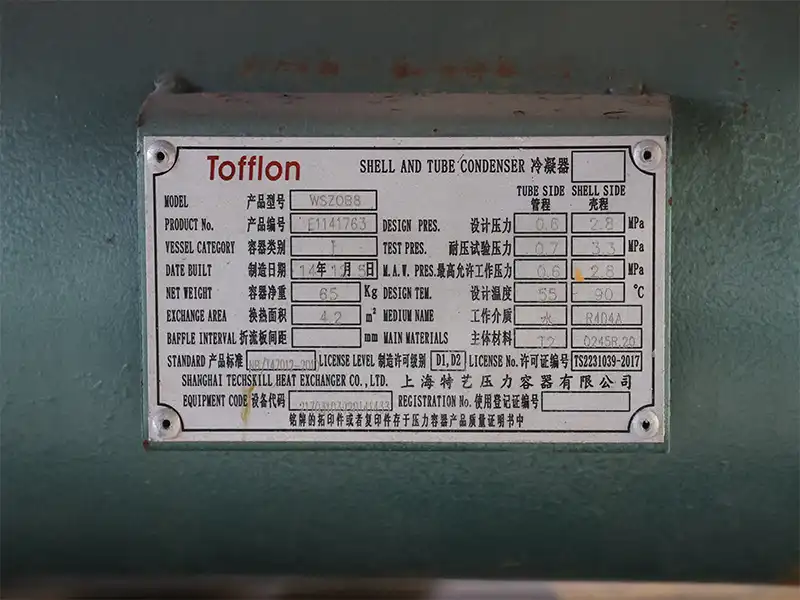 Tofflon SHELL AND TUBE CONDENSER 冷凝器
TUBE SIDE SHELL SIDE
管程 壳程
MODEL 产品型号 WSZ0B8
PRODUCT No. 产品编号 E1141763 DESIGN PRES. 设计压力 0.6 2.8 MPa
VESSEL CATEGORY 容器类别 I TEST PRES. 耐压试验压力 0.7 3.3 MPa
DATE BUILT 制造日期 14年12月5日 M.A.W. PRES.最高允许工作压力 0.6 2.8 MPa
NET WEIGHT 容器净重 65 Kg DESIGN TEM. 设计温度 55 90 °C
EXCHANGE AREA 换热面积 4.2 m² MEDIUM NAME 工作介质 水 R404A
BAFFLE INTERVAL 折流板间距 mm MAIN MATERIALS 主体材料 T2 Q245R.20
STANDARD 产品标准 LICENSE LEVEL 制造许可级别 D1,D2 LICENSE No.许可证编号 TS2231039-2017
SHANGHAI TECHSKILL HEAT EXCHANGER CO.,LTD. 上海特艺压力容器有限公司
EQUIPMENT CODE 设备代码 REGISTRATION No.使用登记证编号
铭牌的拓印件或者复印件存于压力容器产品质量证明书中